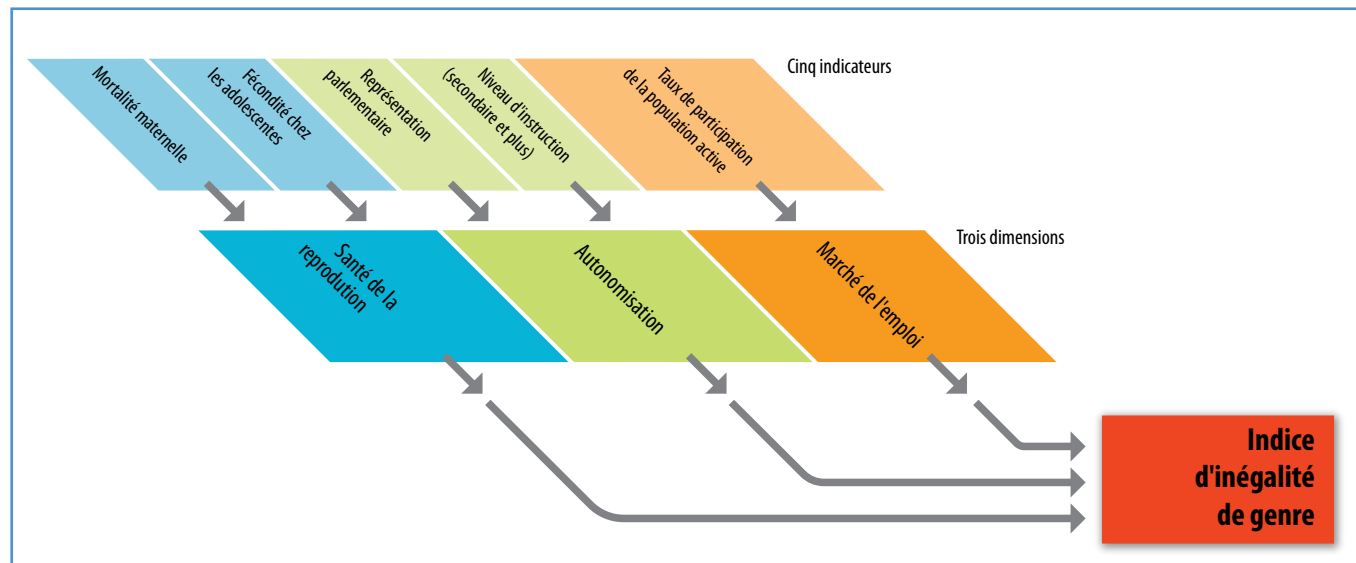 Mortalité maternelle
Fécondité chez
les adolescentes
Représentation
parlementaire
Niveau d'instruction
(secondaire et plus)
Taux de participation
de la population active
Cinq indicateurs
Santé de la
reprodution
Autonomisation
Marché de l'emploi
Trois dimensions
Indice
d'inégalité
de genre